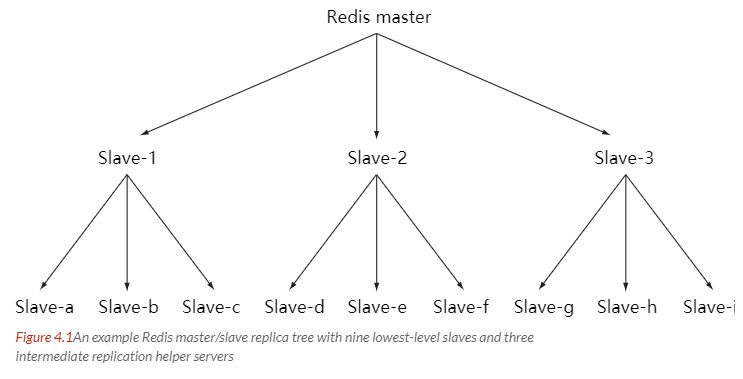 Redis master
Slave-1 Slave-2 Slave-3
Slave-a Slave-b Slave-c Slave-d Slave-e Slave-f Slave-g Slave-h Slave-i
Figure 4.1An example Redis master/slave replica tree with nine lowest-level slaves and three
intermediate replication helper servers